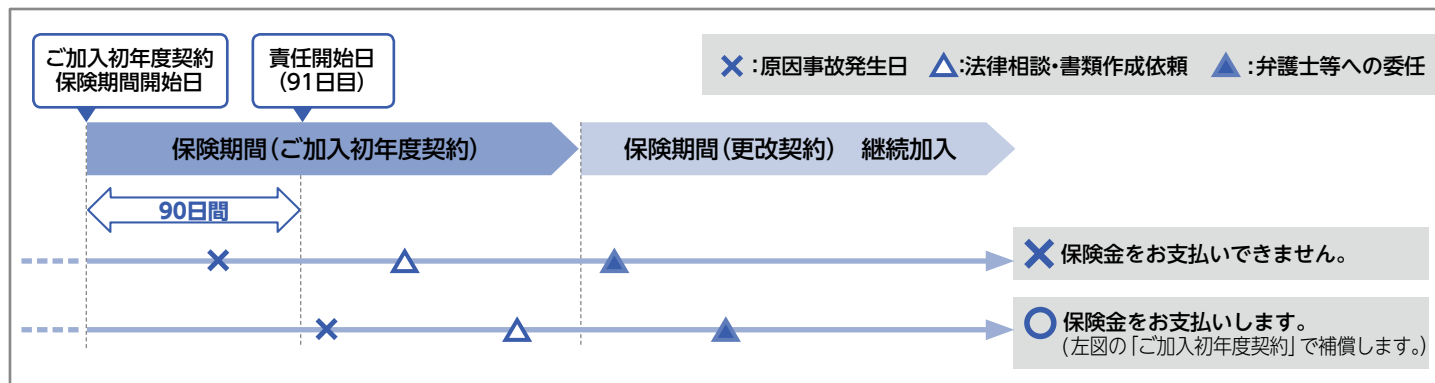 ご加入初年度契約
保険期間開始日
責任開始日
(91日目)
×:原因事故発生日 △:法律相談・書類作成依頼 ▲:弁護士等への委任
保険期間(ご加入初年度契約)
保険期間(更改契約) 継続加入
90日間
×保険金をお支払いできません。
○保険金をお支払いします。
(左図の「ご加入初年度契約」で補償します。)